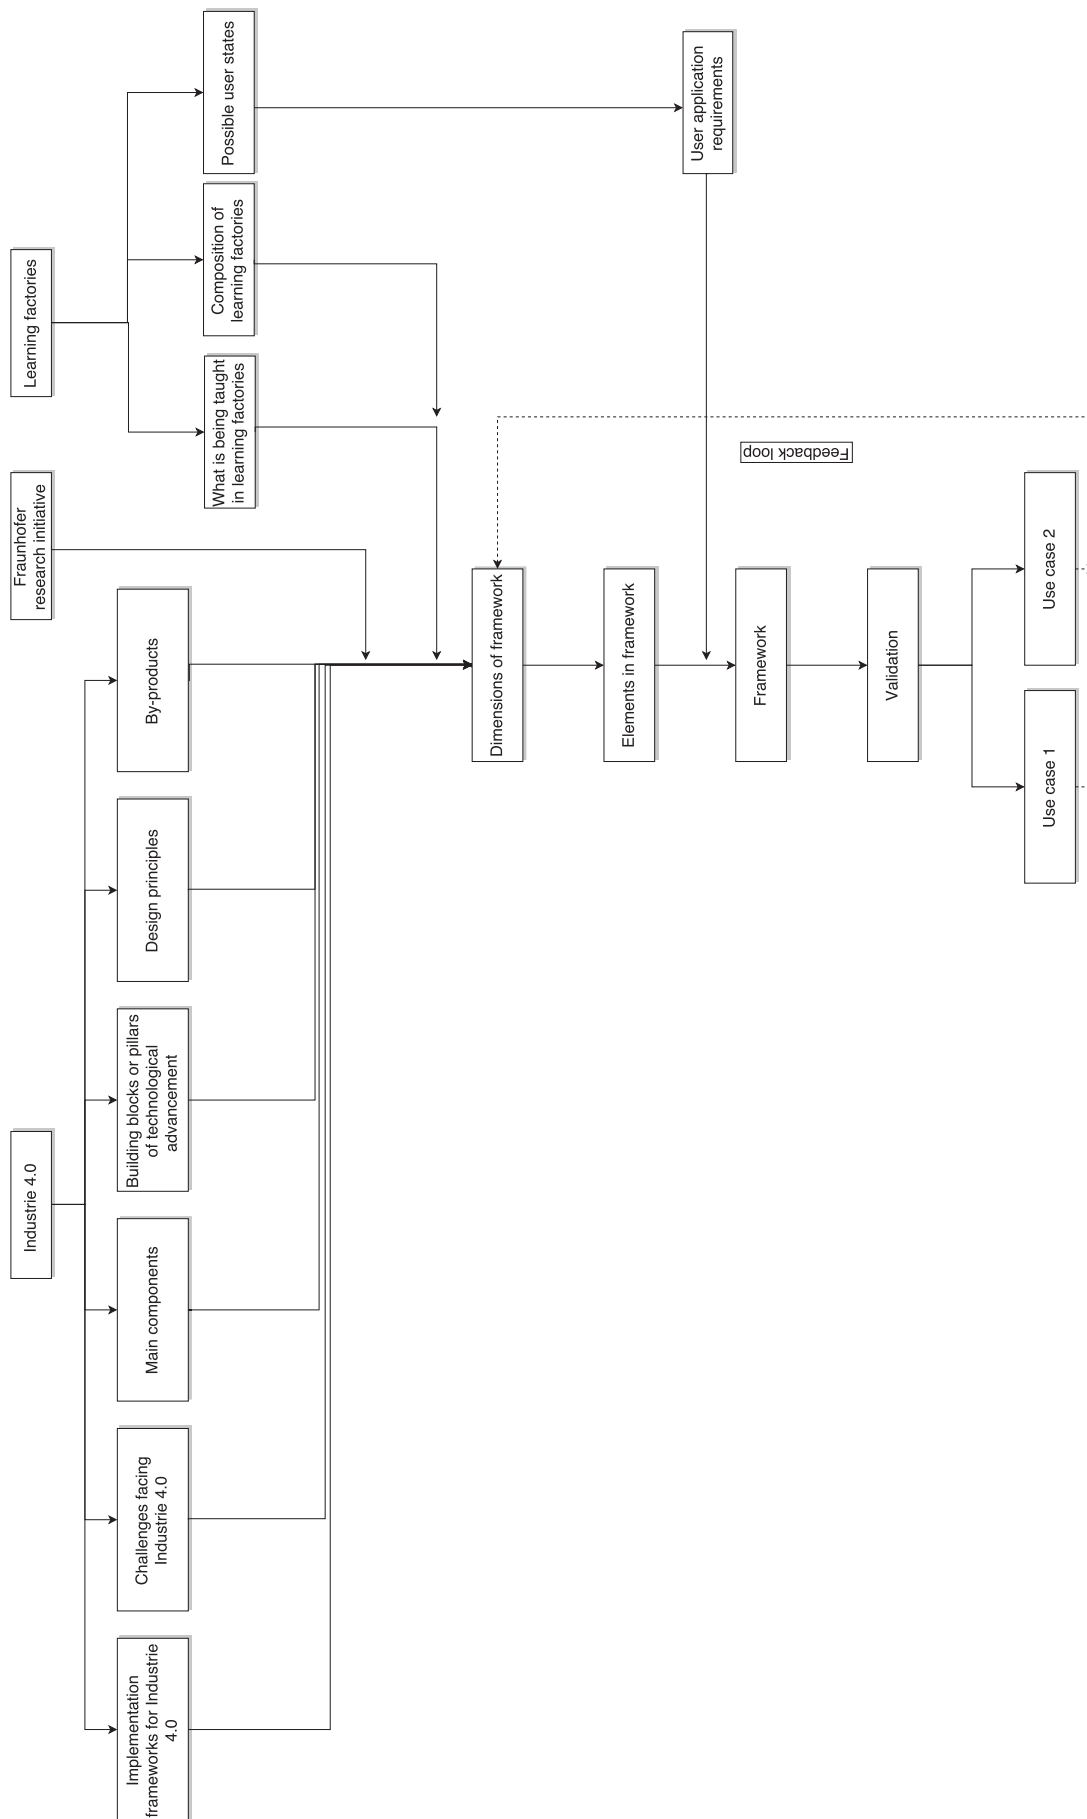 Industrie 4.0
Fraunhofer
research initiative
Learning factories
Implementation
frameworks for Industrie
4.0
Challenges facing
Industrie 4.0
Main components
Building blocks or pillars
of technological
advancement
Design principles
By-products
What is being taught
in learning factories
Composition of
learning factories
Possible user states
Dimensions of framework
Elements in framework
User application
requirements
Framework
Feedback loop
Validation
Use case 1
Use case 2